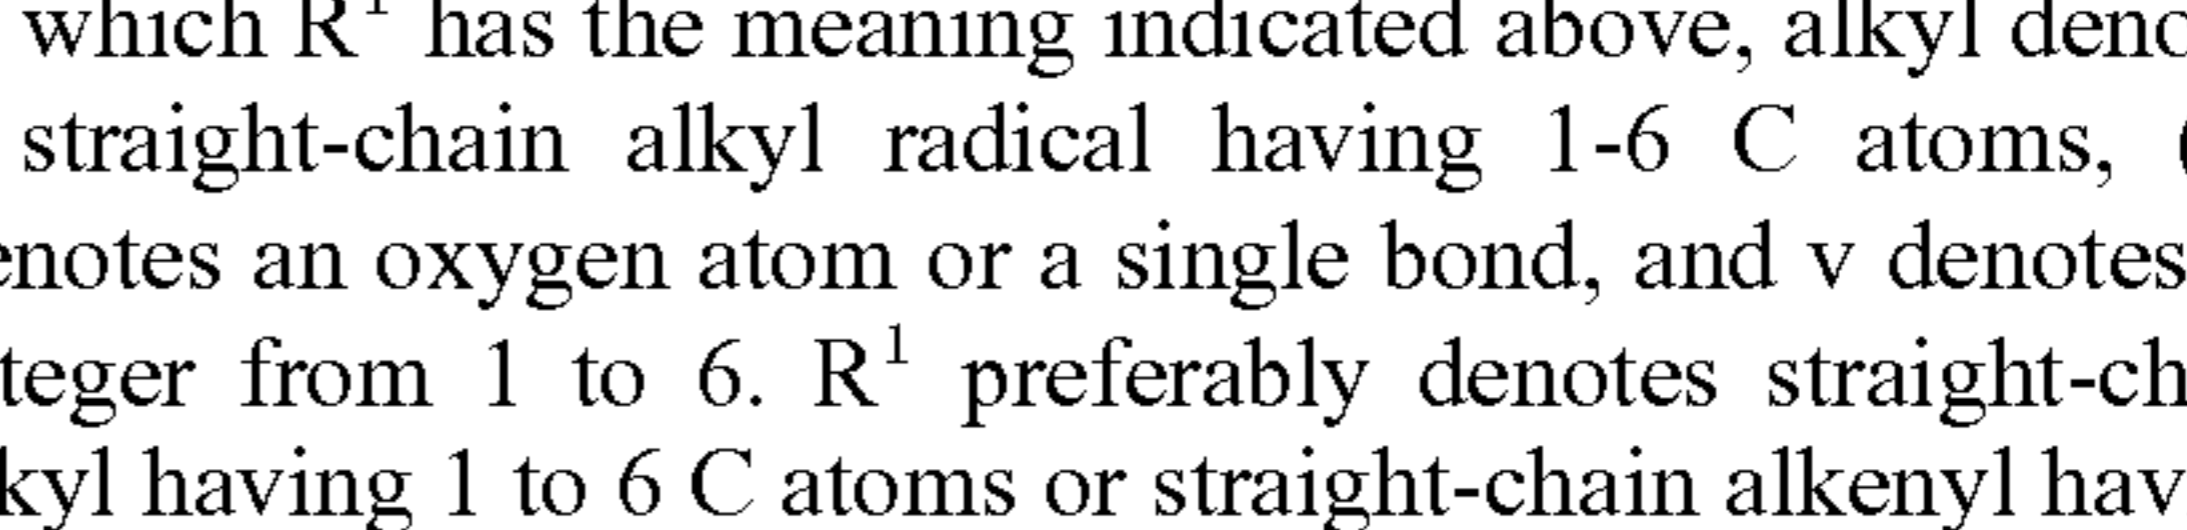 which R¹ has the meaning indicated above, alkyl deno
straight-chain alkyl radical having 1-6 C atoms, (
enotes an oxygen atom or a single bond, and v denotes
teger from 1 to 6. R¹ preferably denotes straight-ch
kyl having 1 to 6 C atoms or straight-chain alkenyl hav